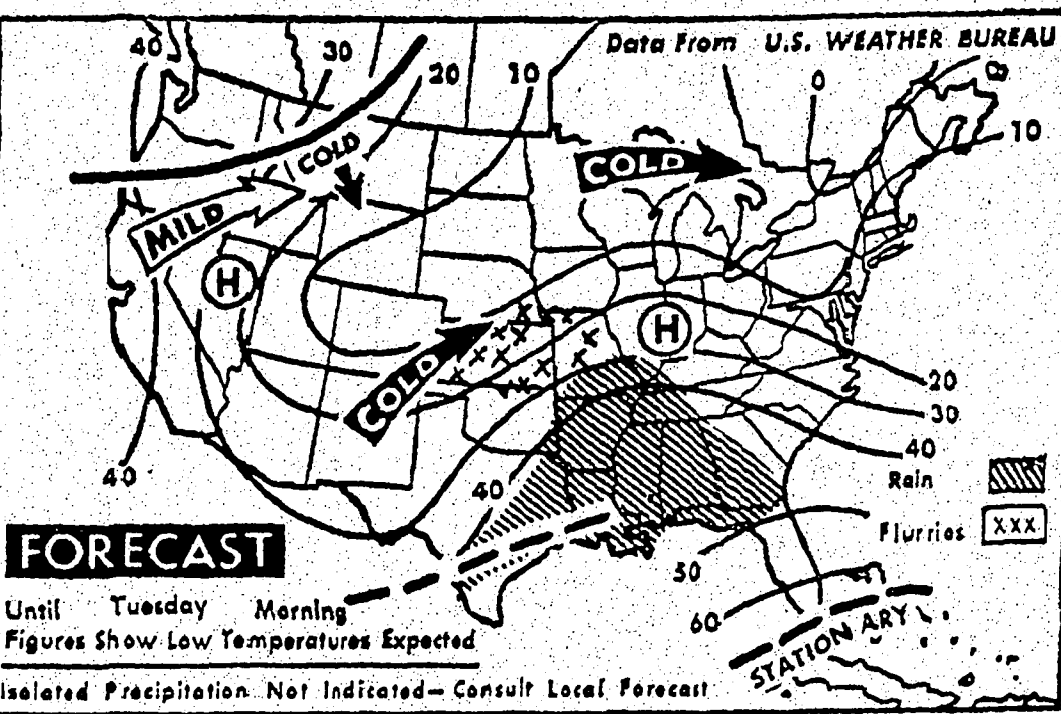 Data From U.S. WEATHER BUREAU
40
30
20
10
0
0
10
COLD
COLD
MILD
H
COLD
H
20
30
40
40
40
Rain
Flurries XXX
50
60
STATIONARY
FORECAST
Until Tuesday Morning
Figures Show Low Temperatures Expected
Isolated Precipitation Not Indicated— Consult Local Forecast